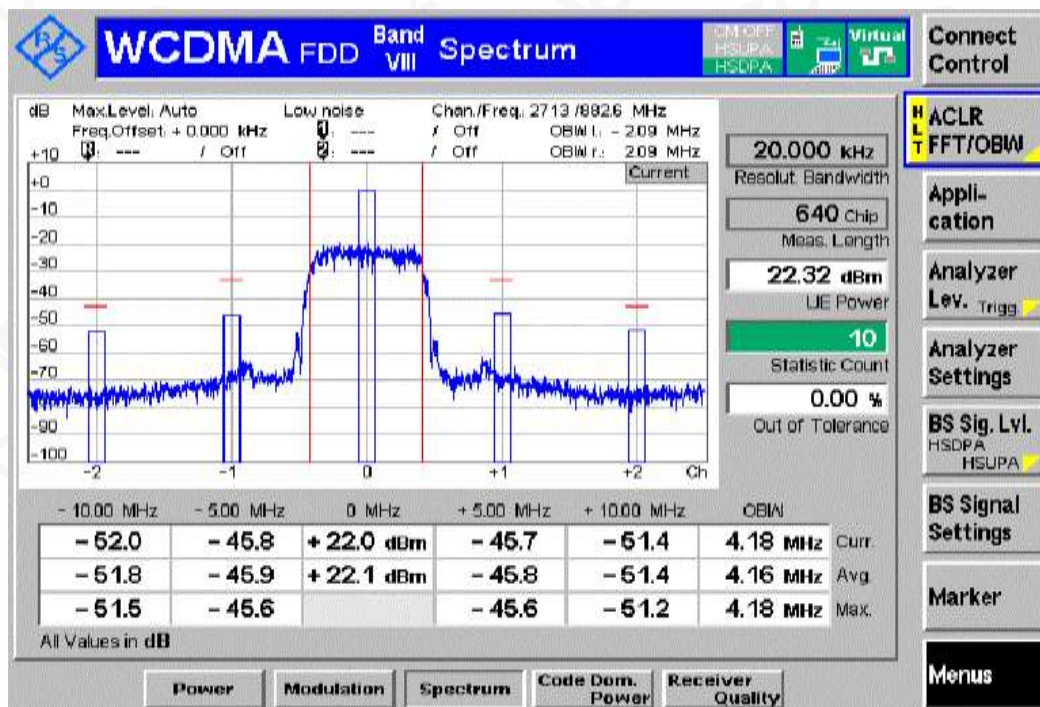 R&S
WCDMA FDD Band VIII Spectrum
CM OFF
HSUPA
HSDPA
Virtual
Connect Control
dB Max.Level: Auto Low noise Chan./Freq.: 2713 /882.6 MHz
Freq.Offset: + 0.000 kHz 1: --- / Off OBW l.: - 2.09 MHz
R: --- / Off 2: --- / Off OBW r.: 2.09 MHz
Current
+10
+0
-10
-20
-30
-40
-50
-60
-70
-90
-100
-2 -1 0 +1 +2 Ch
20.000 kHz
Resolut. Bandwidth
640 Chip
Meas. Length
22.32 dBm
UE Power
10
Statistic Count
0.00 %
Out of Tolerance
- 10.00 MHz - 5.00 MHz 0 MHz + 5.00 MHz + 10.00 MHz OBW
- 52.0 - 45.8 + 22.0 dBm - 45.7 - 51.4 4.18 MHz Curr.
- 51.8 - 45.9 + 22.1 dBm - 45.8 - 51.4 4.16 MHz Avg.
- 51.5 - 45.6 - 45.6 - 51.2 4.18 MHz Max.
All Values in dB
HLT
ACLR
FFT/OBW
Appli-
cation
Analyzer
Lev. Trigg.
Analyzer
Settings
BS Sig. Lvl.
HSDPA
HSUPA
BS Signal
Settings
Marker
Menus
Power Modulation Spectrum Code Dom. Power Receiver Quality